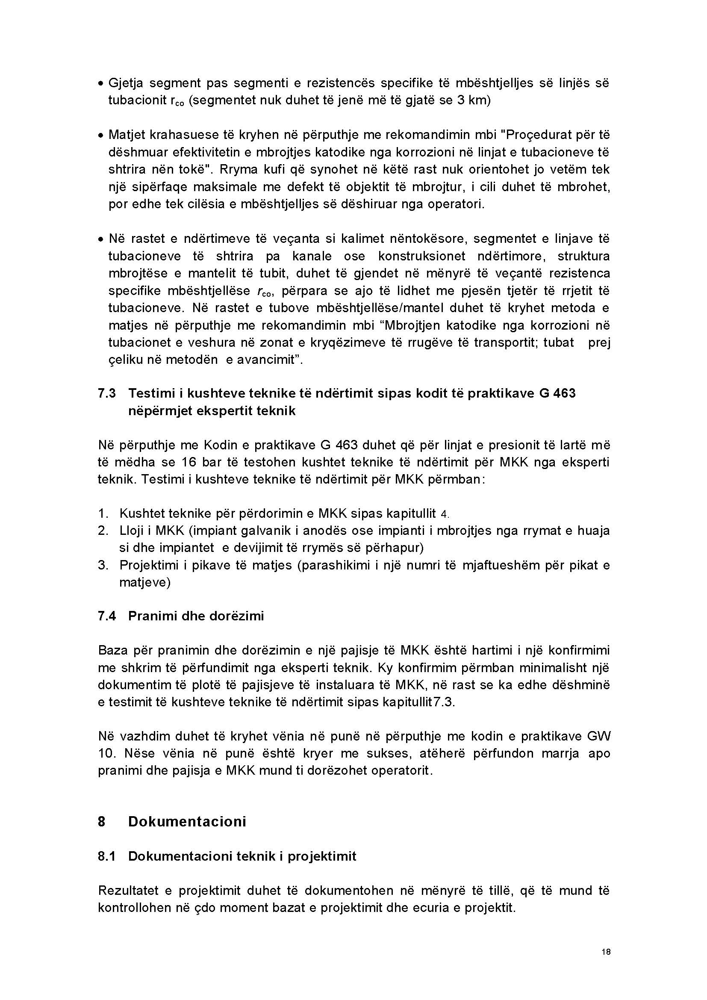 • Gjetja segment pas segmenti e rezistencës specifike të mbështjelljes së linjës së
tubacionit rco (segmentet nuk duhet të jenë më të gjatë se 3 km)
• Matjet krahasuese të kryhen në përputhje me rekomandimin mbi "Proçedurat për të
dëshmuar efektivitetin e mbrojtjes katodike nga korrozioni në linjat e tubacioneve të
shtrira nën tokë". Rryma kufi që synohet në këtë rast nuk orientohet jo vetëm tek
një sipërfaqe maksimale me defekt të objektit të mbrojtur, i cili duhet të mbrohet,
por edhe tek cilësia e mbështjelljes së dëshiruar nga operatori.
• Në rastet e ndërtimeve të veçanta si kalimet nëntokësore, segmentet e linjave të
tubacioneve të shtrira pa kanale ose konstruksionet ndërtimore, struktura
mbrojtëse e mantelit të tubit, duhet të gjendet në mënyrë të veçantë rezistenca
specifike mbështjellëse rco, përpara se ajo të lidhet me pjesën tjetër të rrjetit të
tubacioneve. Në rastet e tubove mbështjellëse/mantel duhet të kryhet metoda e
matjes në përputhje me rekomandimin mbi “Mbrojtjen katodike nga korrozioni në
tubacionet e veshura në zonat e kryqëzimeve të rrugëve të transportit; tubat prej
çeliku në metodën e avancimit”.
7.3 Testimi i kushteve teknike të ndërtimit sipas kodit të praktikave G 463
nëpërmjet ekspertit teknik
Në përputhje me Kodin e praktikave G 463 duhet që për linjat e presionit të lartë më
të mëdha se 16 bar të testohen kushtet teknike të ndërtimit për MKK nga eksperti
teknik. Testimi i kushteve teknike të ndërtimit për MKK përmban:
1. Kushtet teknike për përdorimin e MKK sipas kapitullit 4.
2. Lloji i MKK (impiant galvanik i anodës ose impianti i mbrojtjes nga rrymat e huaja
si dhe impiantet e devijimit të rrymës së përhapur)
3. Projektimi i pikave të matjes (parashikimi i një numri të mjaftueshëm për pikat e
matjeve)
7.4 Pranimi dhe dorëzimi
Baza për pranimin dhe dorëzimin e një pajisje të MKK është hartimi i një konfirmimi
me shkrim të përfundimit nga eksperti teknik. Ky konfirmim përmban minimalisht një
dokumentim të plotë të pajisjeve të instaluara të MKK, në rast se ka edhe dëshminë
e testimit të kushteve teknike të ndërtimit sipas kapitullit7.3.
Në vazhdim duhet të kryhet vënia në punë në përputhje me kodin e praktikave GW
10. Nëse vënia në punë është kryer me sukses, atëherë përfundon marrja apo
pranimi dhe pajisja e MKK mund ti dorëzohet operatorit.
8 Dokumentacioni
8.1 Dokumentacioni teknik i projektimit
Rezultatet e projektimit duhet të dokumentohen në mënyrë të tillë, që të mund të
kontrollohen në çdo moment bazat e projektimit dhe ecuria e projektit.
18